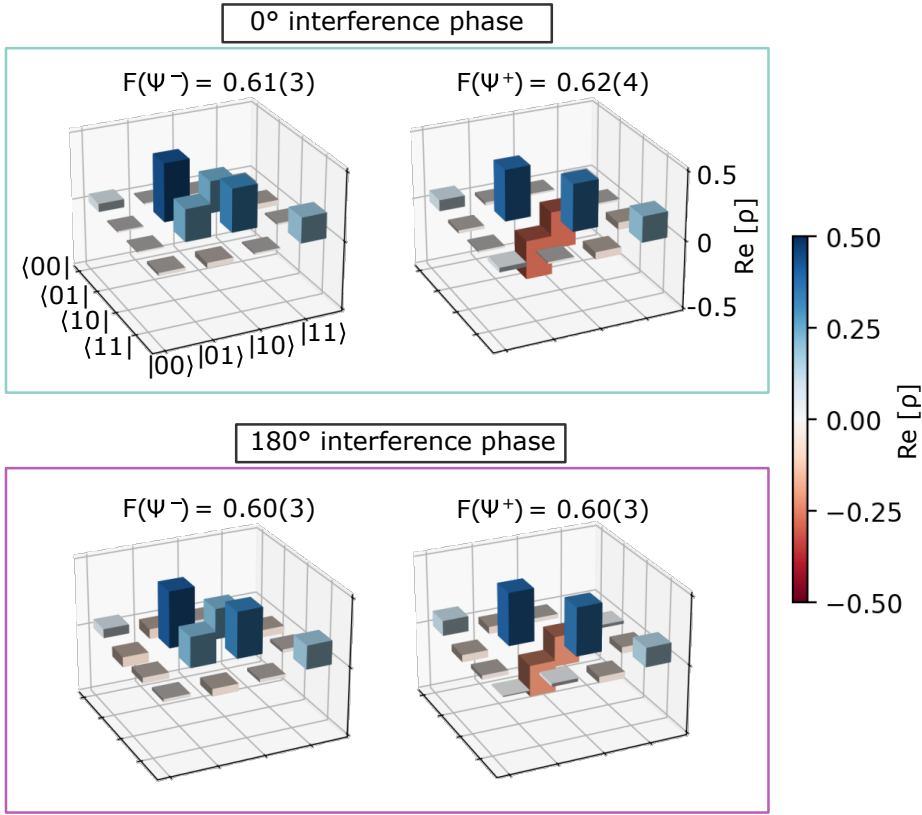 0° interference phase
F(Ψ⁻) = 0.61(3)
F(Ψ⁺) = 0.62(4)
0.5
0
-0.5
Re [ρ]
⟨00|
⟨01|
⟨10|
⟨11|
|00⟩
|01⟩
|10⟩
|11⟩
180° interference phase
F(Ψ⁻) = 0.60(3)
F(Ψ⁺) = 0.60(3)
0.50
0.25
0.00
−0.25
−0.50
Re [ρ]